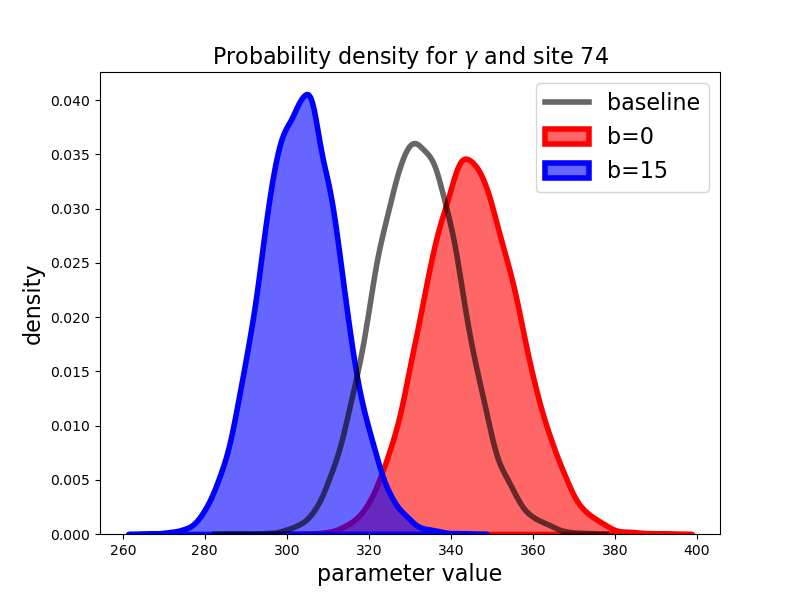 Probability density for γ and site 74
baseline
b=0
b=15
density
0.040
0.035
0.030
0.025
0.020
0.015
0.010
0.005
0.000
260 280 300 320 340 360 380 400
parameter value